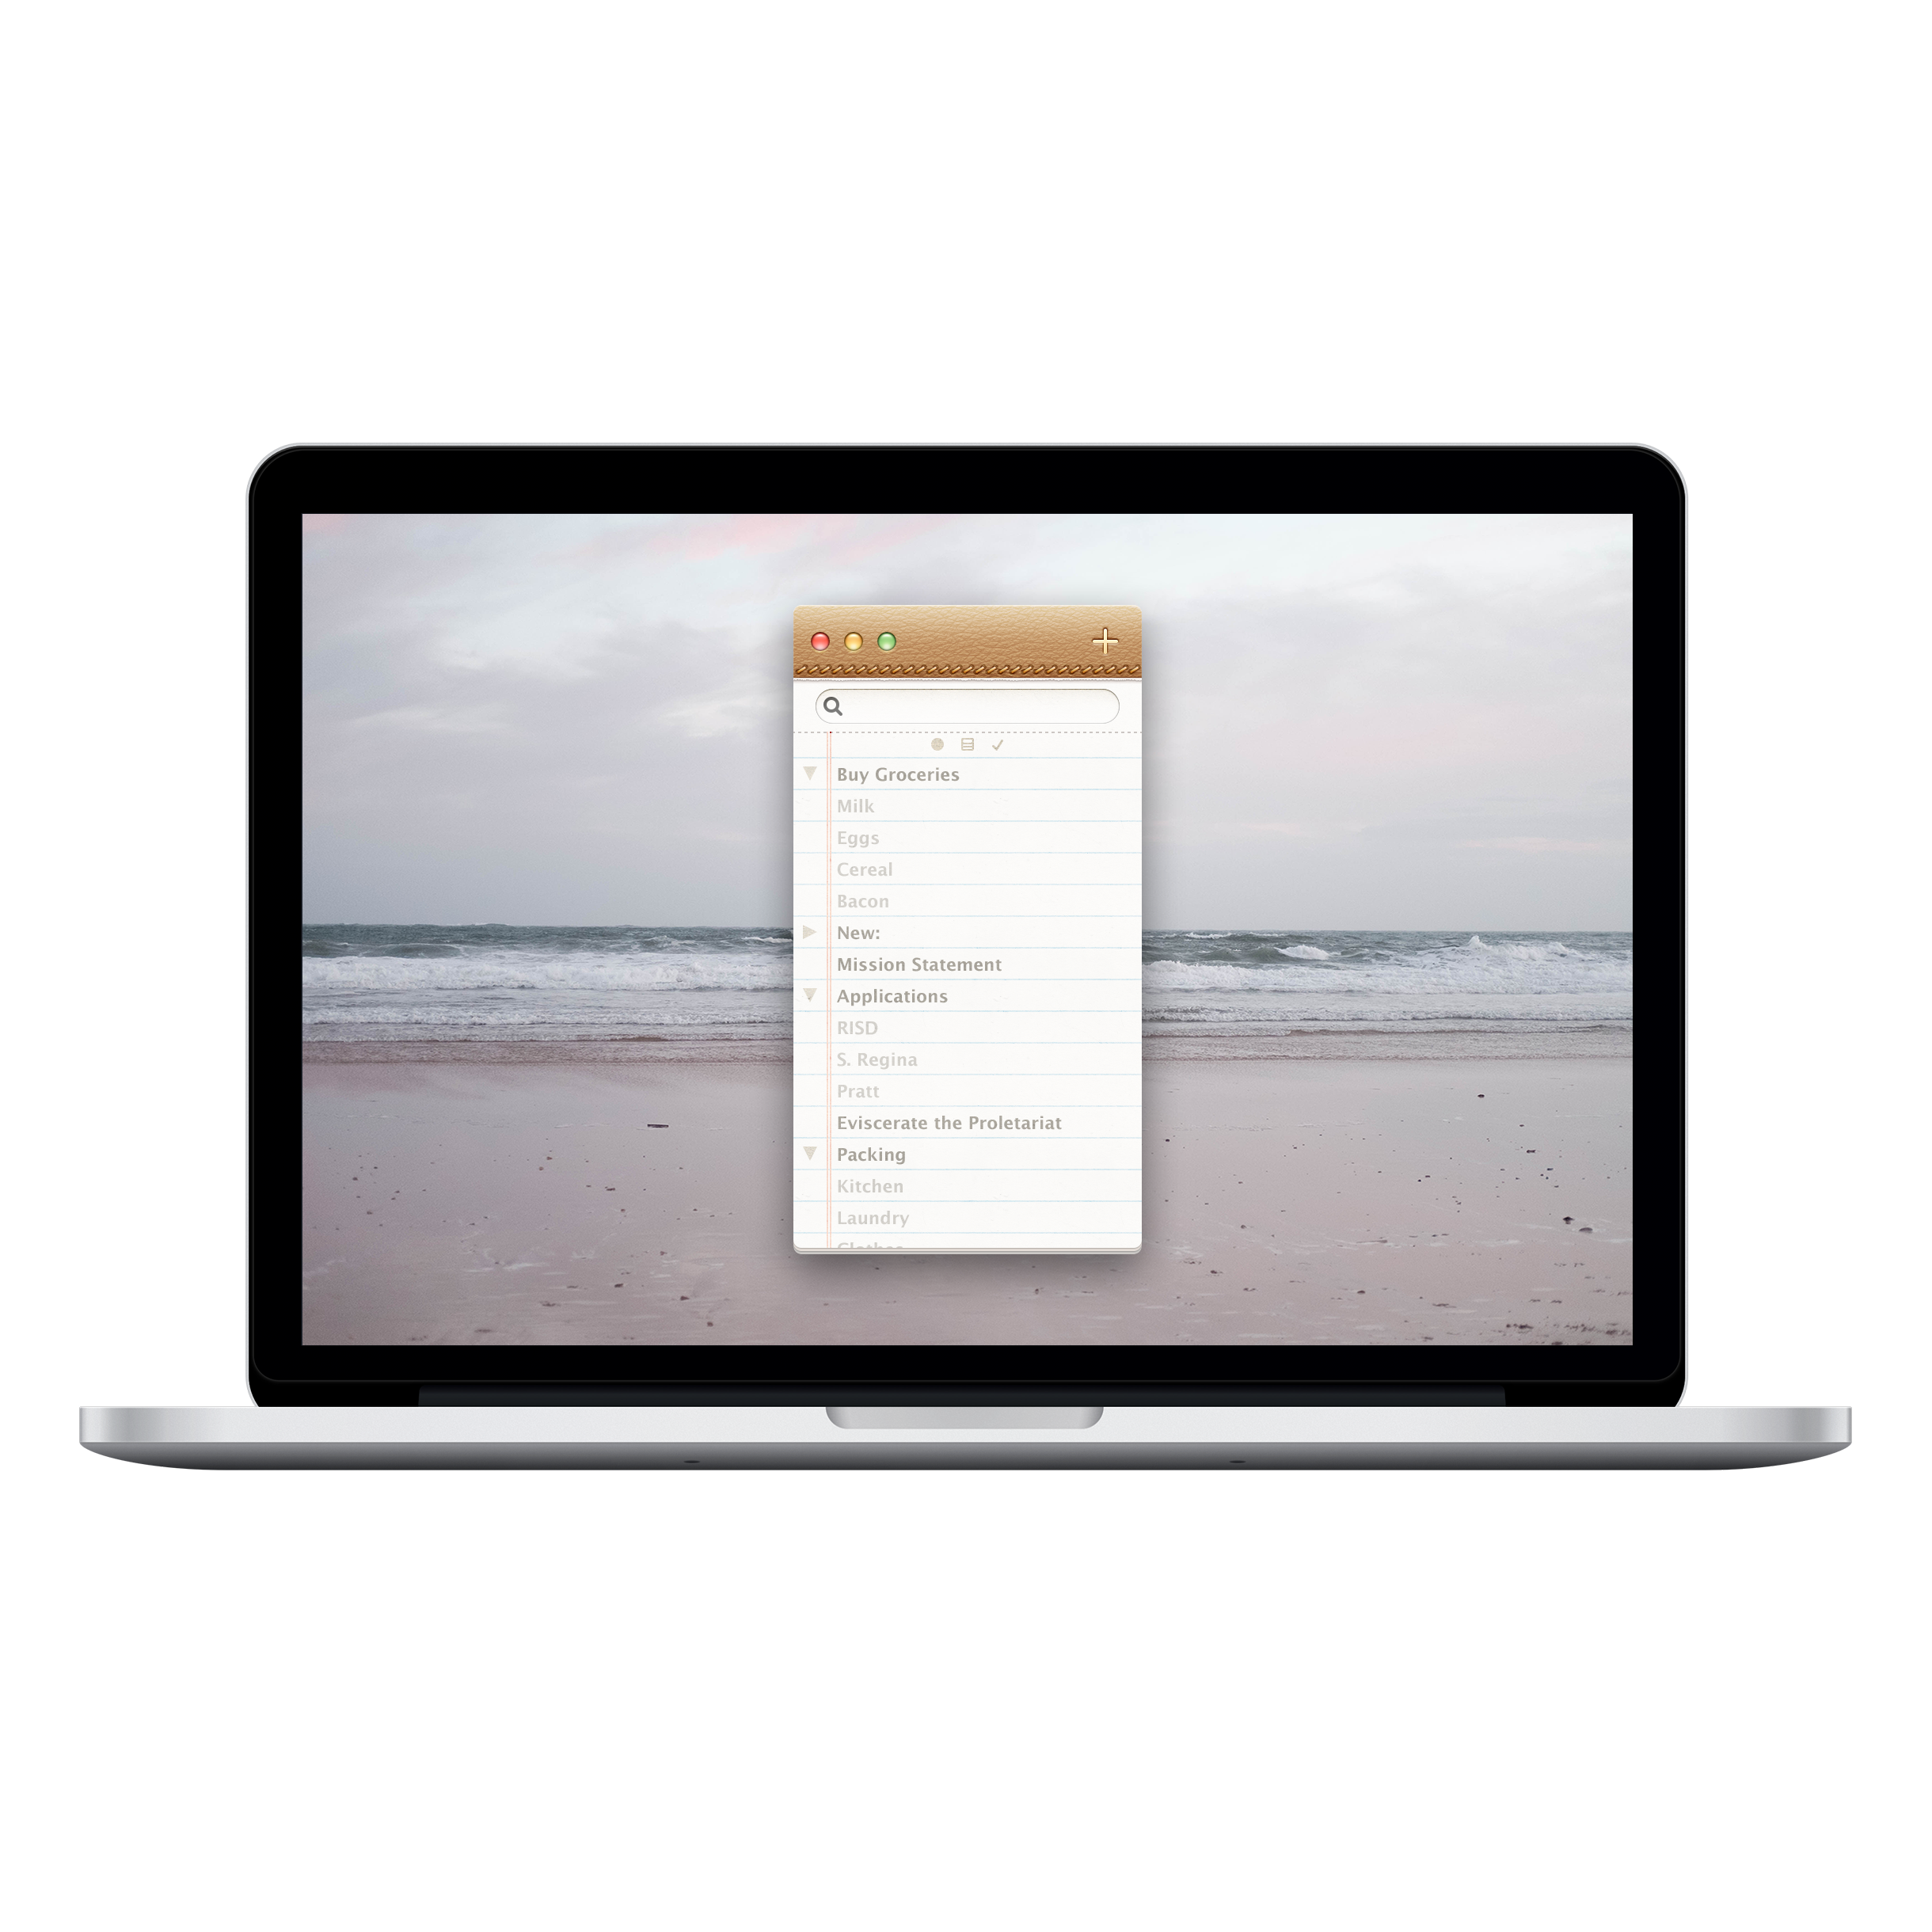 Buy Groceries
Milk
Eggs
Cereal
Bacon
New:
Mission Statement
Applications
RISD
S. Regina
Pratt
Eviscerate the Proletariat
Packing
Kitchen
Laundry
Clothes